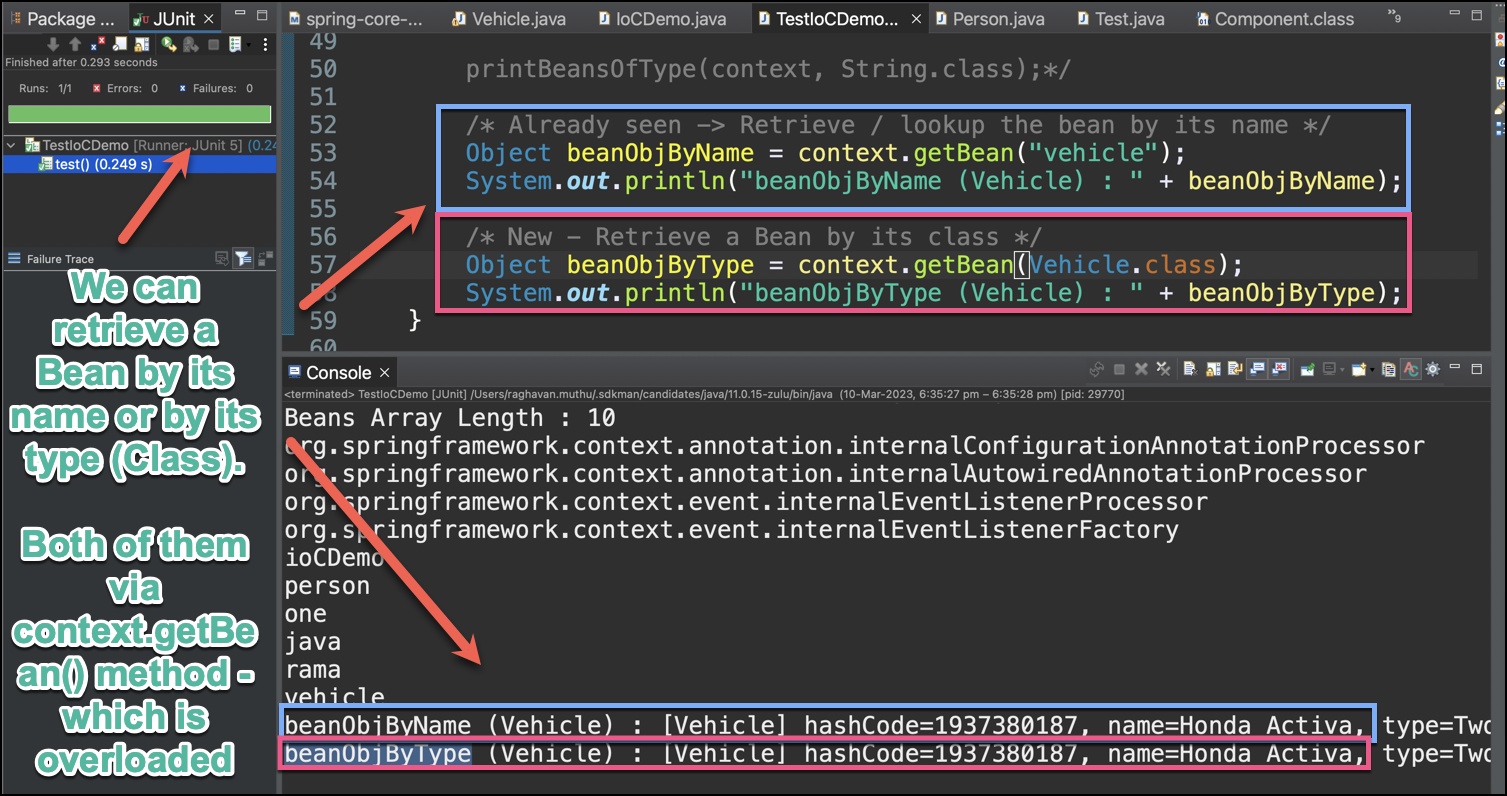 Package ...
JUnit
Finished after 0.293 seconds
Runs: 1/1 Errors: 0 Failures: 0
TestIoCDemo [Runner: JUnit 5] (0.24
test() (0.249 s)
Failure Trace
We can
retrieve a
Bean by its
name or by its
type (Class).
Both of them
via
context.getBe
an() method -
which is
overloaded
spring-core-... Vehicle.java IoCDemo.java TestIoCDemo... Person.java Test.java Component.class »9
49
50 printBeansOfType(context, String.class);*/
51
52 /* Already seen -> Retrieve / lookup the bean by its name */
53 Object beanObjByName = context.getBean("vehicle");
54 System.out.println("beanObjByName (Vehicle) : " + beanObjByName);
55
56 /* New - Retrieve a Bean by its class */
57 Object beanObjByType = context.getBean(Vehicle.class);
58 System.out.println("beanObjByType (Vehicle) : " + beanObjByType);
59 }
60
Console
<terminated> TestIoCDemo [JUnit] /Users/raghavan.muthu/.sdkman/candidates/java/11.0.15-zulu/bin/java (10-Mar-2023, 6:35:27 pm – 6:35:28 pm) [pid: 29770]
Beans Array Length : 10
org.springframework.context.annotation.internalConfigurationAnnotationProcessor
org.springframework.context.annotation.internalAutowiredAnnotationProcessor
org.springframework.context.event.internalEventListenerProcessor
org.springframework.context.event.internalEventListenerFactory
ioCDemo
person
one
java
rama
vehicle
beanObjByName (Vehicle) : [Vehicle] hashCode=1937380187, name=Honda Activa, type=Two
beanObjByType (Vehicle) : [Vehicle] hashCode=1937380187, name=Honda Activa, type=Two